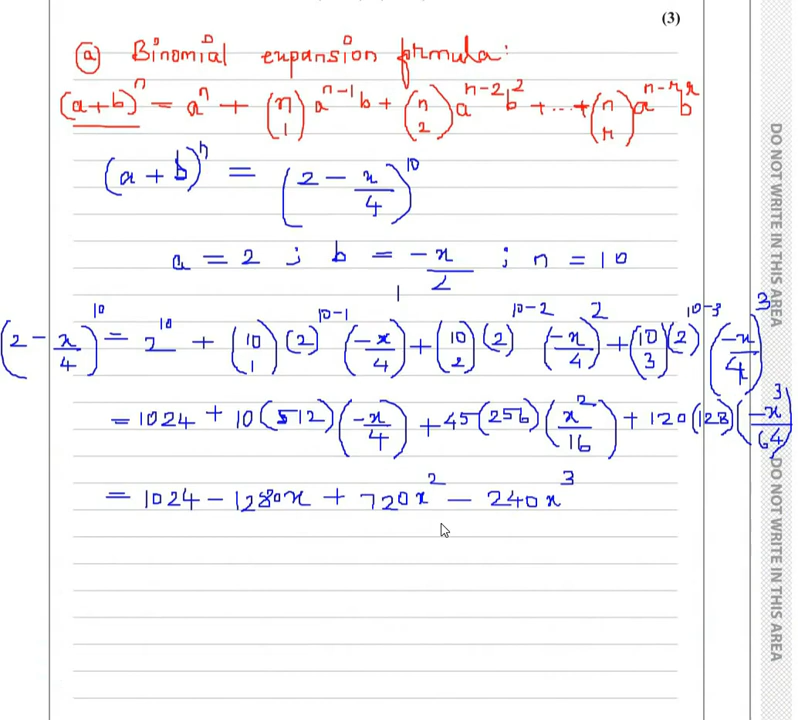 (3)
(a) Binomial expansion formula:
(a+b)^n = a^n + (n 1) a^{n-1} b + (n 2) a^{n-2} b^2 + ... + (n r) a^{n-r} b^r
(a + b)^n = (2 - x/4)^10
a = 2 ; b = -x/4 ; n = 10
(2 - x/4)^10 = 2^10 + (10 1) (2)^{10-1} (-x/4) + (10 2) (2)^{10-2} (-x/4)^2 + (10 3) (2)^{10-3} (-x/4)^3
= 1024 + 10 (512) (-x/4) + 45 (256) (x^2/16) + 120 (128) (-x^3/64)
= 1024 - 1280x + 720x^2 - 240x^3
DO NOT WRITE IN THIS AREA
DO NOT WRITE IN THIS AREA